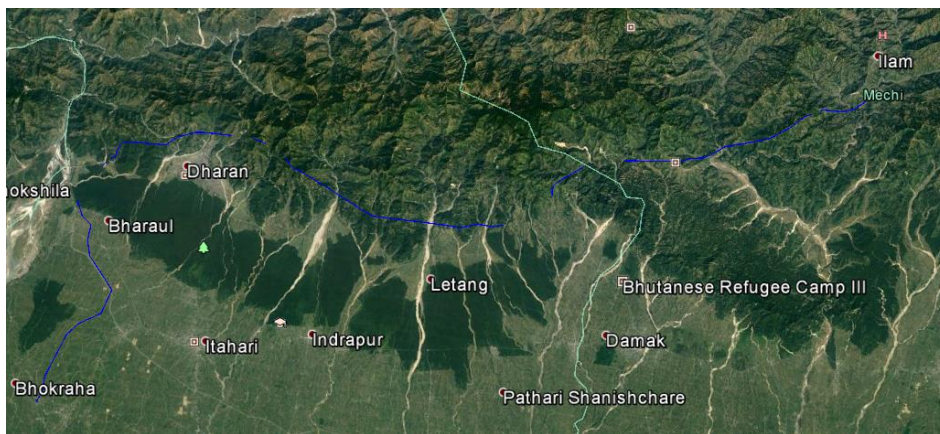 H
Ilam
Mechi
Dharan
okshila
Bharaul
Letang
Bhutanese Refugee Camp III
Itahari
Indrapur
Damak
Bhokraha
Pathari Shanishchare